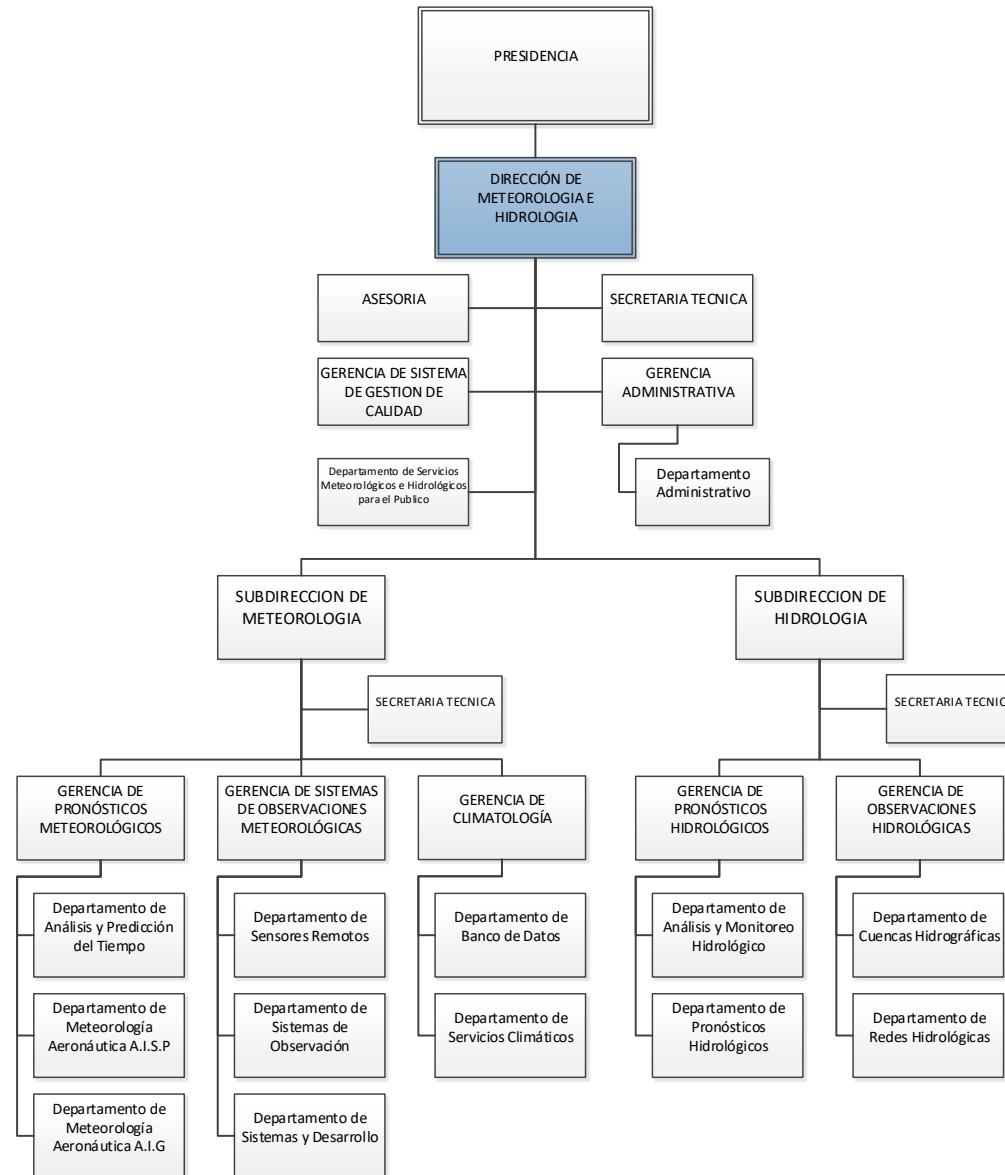 PRESIDENCIA
DIRECCIÓN DE
METEOROLOGIA E
HIDROLOGIA
ASESORIA
SECRETARIA TECNICA
GERENCIA DE SISTEMA
DE GESTION DE
CALIDAD
GERENCIA
ADMINISTRATIVA
Departamento de Servicios
Meteorológicos e Hidrológicos
para el Publico
Departamento
Administrativo
SUBDIRECCION DE
METEOROLOGIA
SUBDIRECCION DE
HIDROLOGIA
SECRETARIA TECNICA
SECRETARIA TECNIC
GERENCIA DE
PRONÓSTICOS
METEOROLÓGICOS
GERENCIA DE SISTEMAS
DE OBSERVACIONES
METEOROLÓGICAS
GERENCIA DE
CLIMATOLOGÍA
GERENCIA DE
PRONÓSTICOS
HIDROLÓGICOS
GERENCIA DE
OBSERVACIONES
HIDROLÓGICAS
Departamento de
Análisis y Predicción
del Tiempo
Departamento de
Sensores Remotos
Departamento de
Banco de Datos
Departamento de
Análisis y Monitoreo
Hidrológico
Departamento de
Cuencas Hidrográficas
Departamento de
Meteorología
Aeronáutica A.I.S.P
Departamento de
Sistemas de
Observación
Departamento de
Servicios Climáticos
Departamento de
Pronósticos
Hidrológicos
Departamento de
Redes Hidrológicas
Departamento de
Meteorología
Aeronáutica A.I.G
Departamento de
Sistemas y Desarrollo